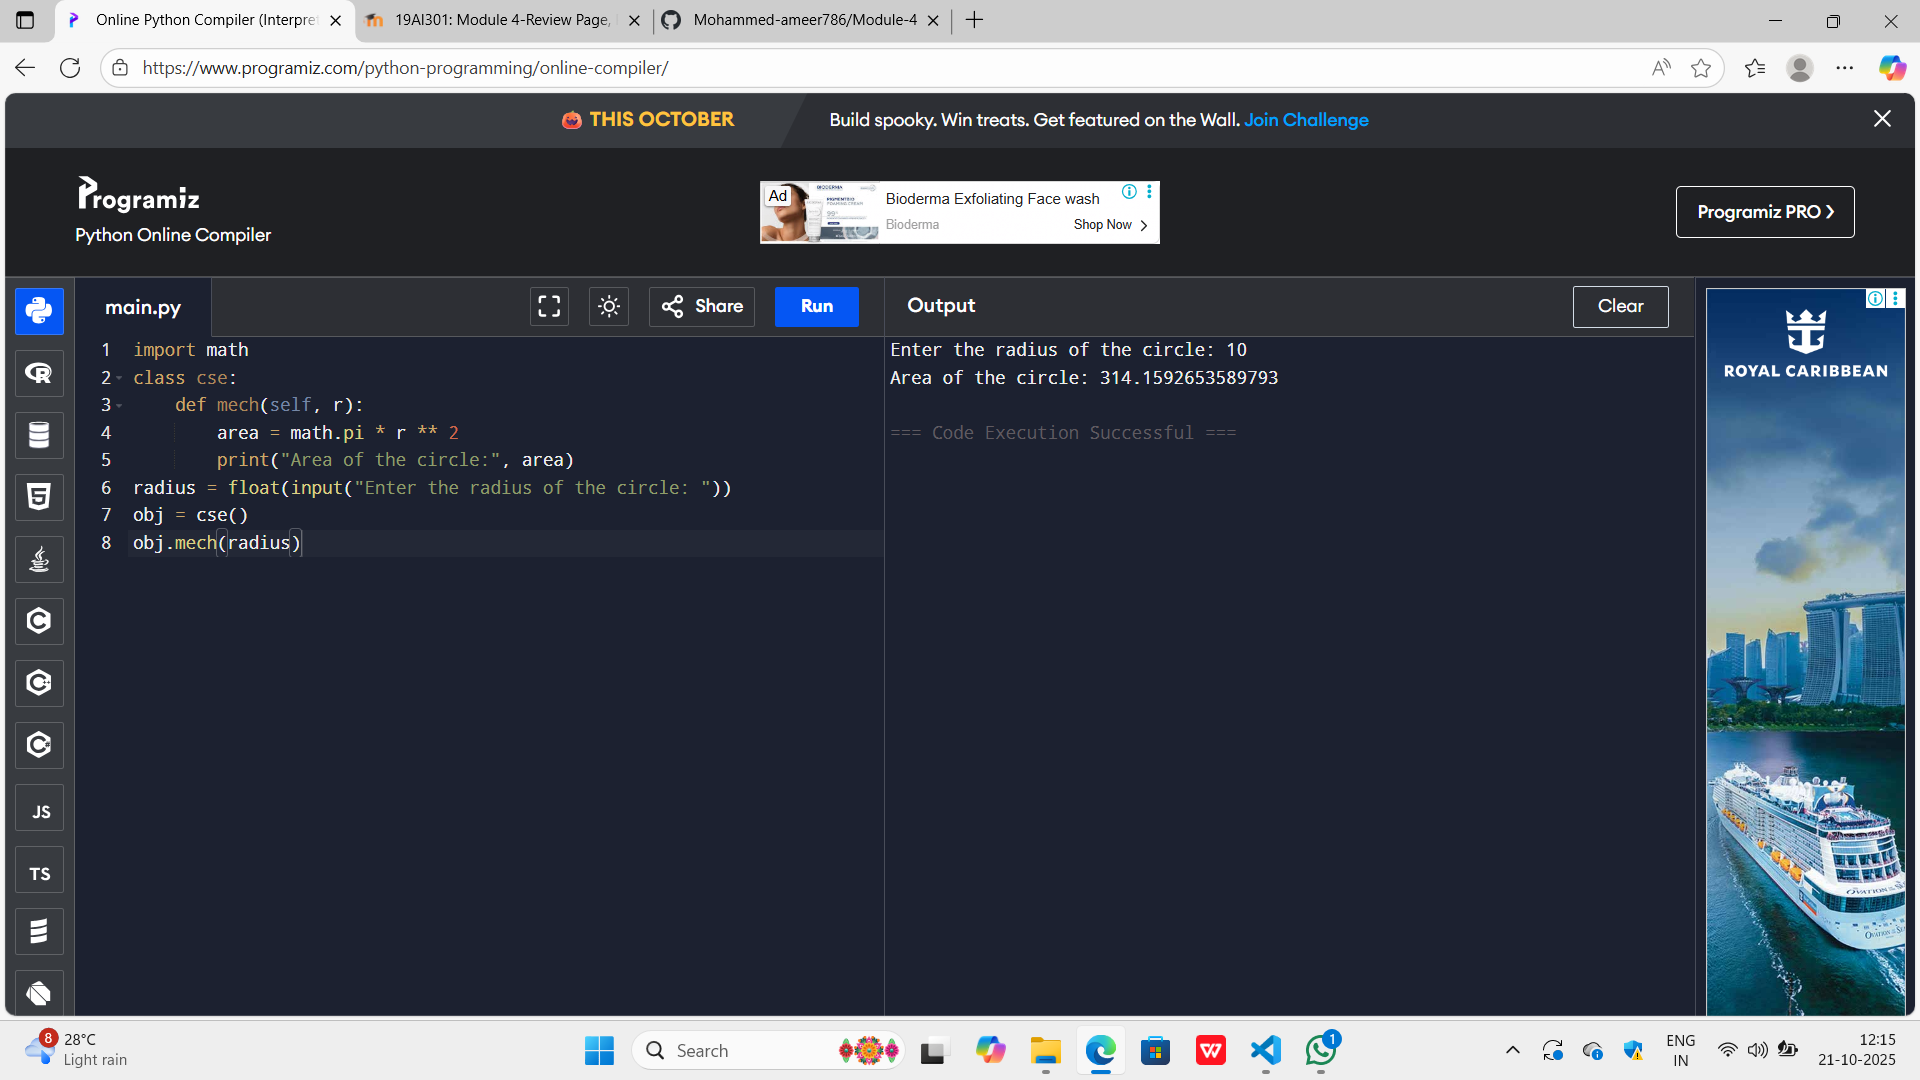 Online Python Compiler (Interpret
19AI301: Module 4-Review Page,
Mohammed-ameer786/Module-4
https://www.programiz.com/python-programming/online-compiler/
THIS OCTOBER
Build spooky. Win treats. Get featured on the Wall. Join Challenge
Programiz
Python Online Compiler
Ad
Bioderma Exfoliating Face wash
Bioderma
Shop Now
Programiz PRO
main.py
Share
Run
Output
Clear
1 import math
2 class cse:
3 def mech(self, r):
4 area = math.pi * r ** 2
5 print("Area of the circle:", area)
6 radius = float(input("Enter the radius of the circle: "))
7 obj = cse()
8 obj.mech(radius)
Enter the radius of the circle: 10
Area of the circle: 314.1592653589793
=== Code Execution Successful ===
JS
TS
ROYAL CARIBBEAN
8
28°C
Light rain
Search
1
ENG
IN
12:15
21-10-2025